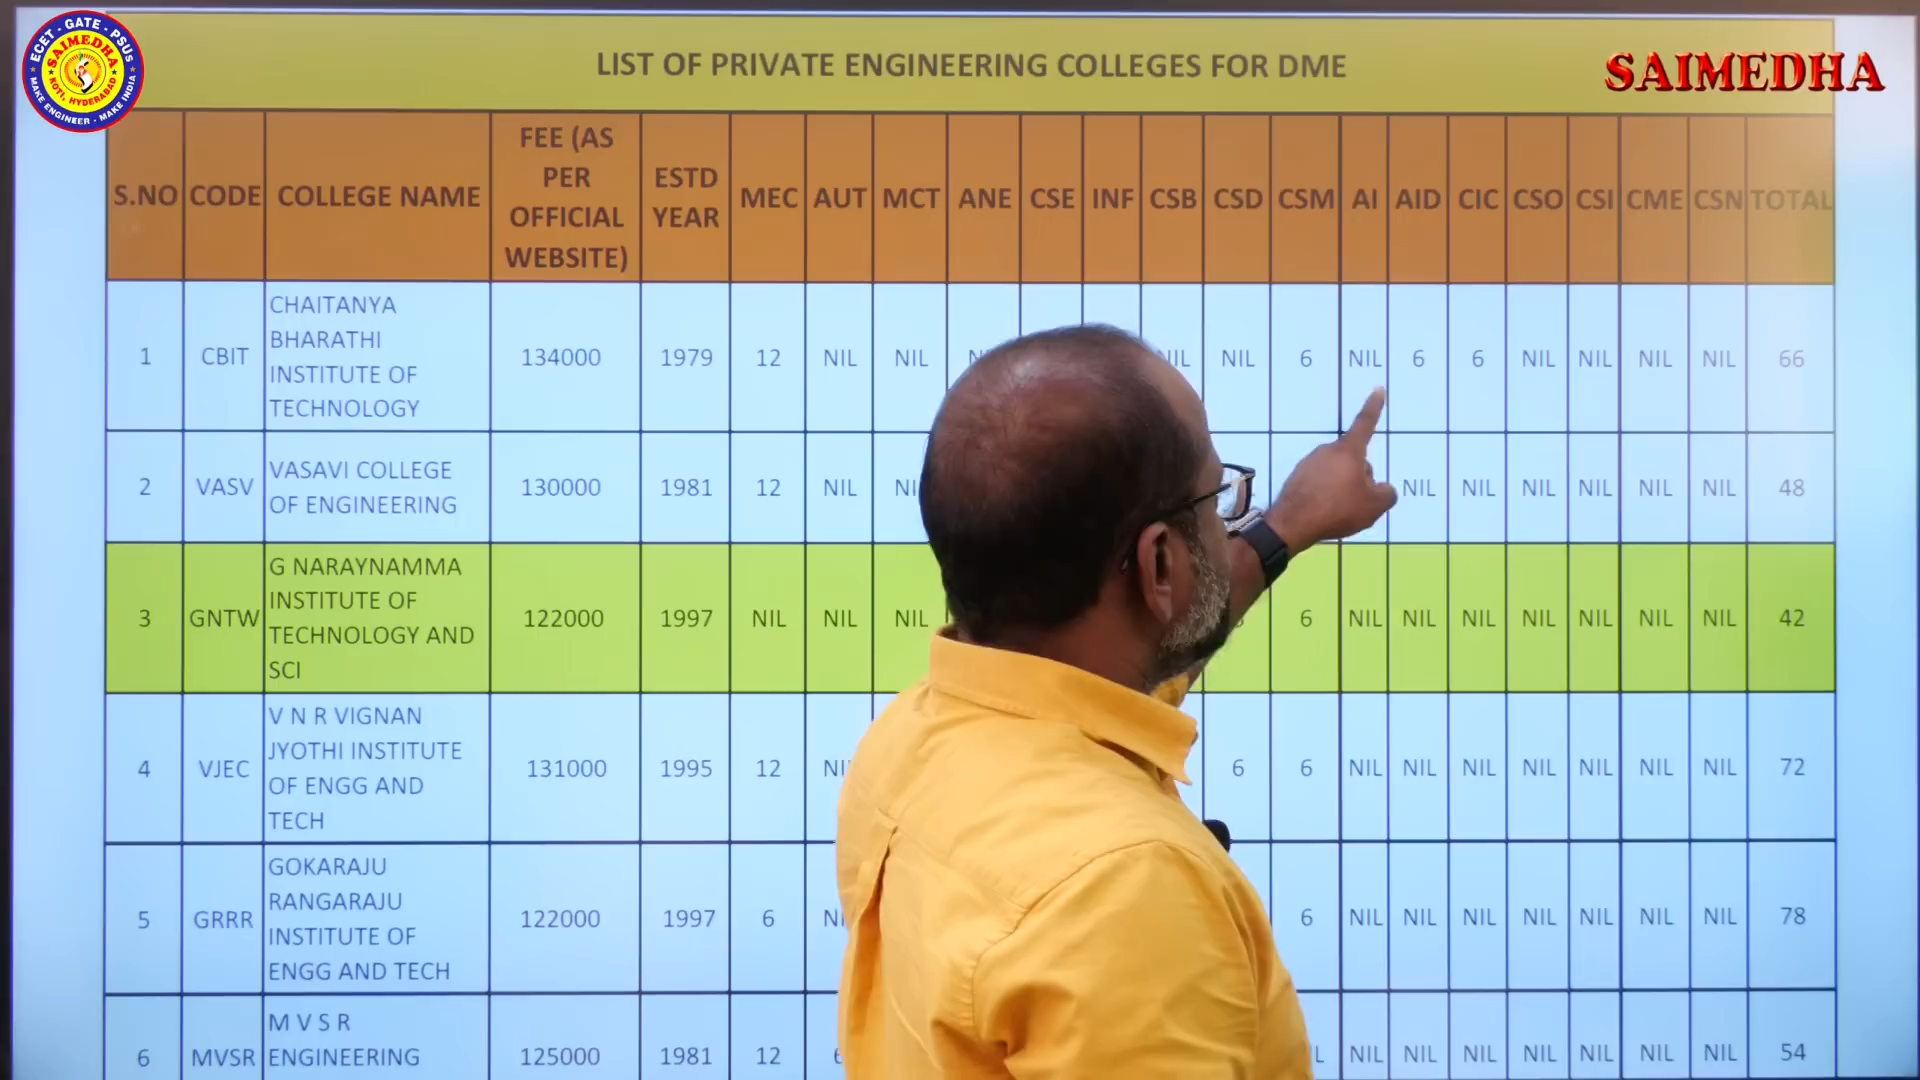 ECET - GATE - PSUS
SAIMEDHA
KOTI, HYDERABAD
MAKE ENGINEER - MAKE INDIA
LIST OF PRIVATE ENGINEERING COLLEGES FOR DME
SAIMEDHA
S.NO CODE COLLEGE NAME FEE (AS PER OFFICIAL WEBSITE) ESTD YEAR MEC AUT MCT ANE CSE INF CSB CSD CSM AI AID CIC CSO CSI CME CSN TOTAL
1 CBIT CHAITANYA BHARATHI INSTITUTE OF TECHNOLOGY 134000 1979 12 NIL NIL NIL 6 NIL 6 6 NIL NIL NIL NIL 66
2 VASV VASAVI COLLEGE OF ENGINEERING 130000 1981 12 NIL NIL NIL NIL NIL NIL NIL 48
3 GNTW G NARAYNAMMA INSTITUTE OF TECHNOLOGY AND SCI 122000 1997 NIL NIL NIL 6 NIL NIL NIL NIL NIL NIL NIL 42
4 VJEC V N R VIGNAN JYOTHI INSTITUTE OF ENGG AND TECH 131000 1995 12 6 6 NIL NIL NIL NIL NIL NIL NIL 72
5 GRRR GOKARAJU RANGARAJU INSTITUTE OF ENGG AND TECH 122000 1997 6 6 NIL NIL NIL NIL NIL NIL NIL 78
6 MVSR M V S R ENGINEERING 125000 1981 12 NIL NIL NIL NIL NIL NIL NIL 54